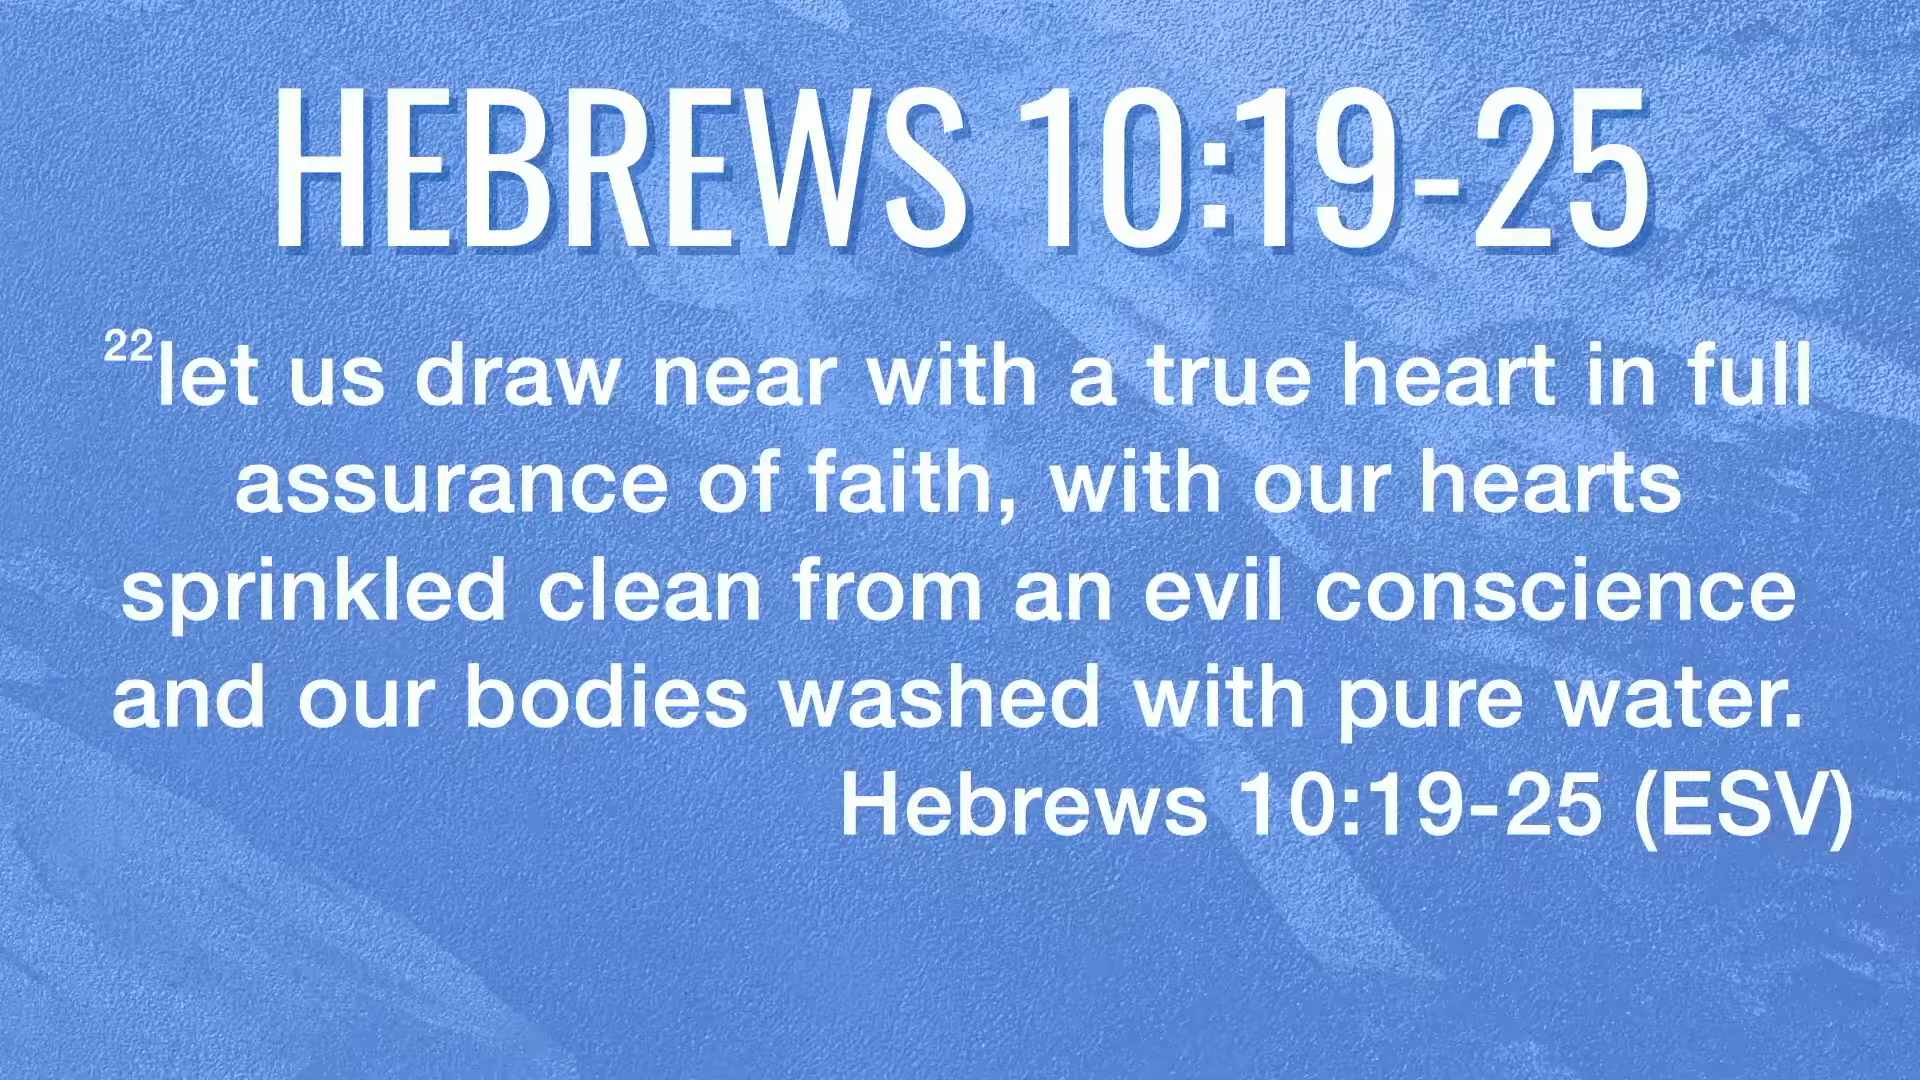 HEBREWS 10:19-25
22let us draw near with a true heart in full
assurance of faith, with our hearts
sprinkled clean from an evil conscience
and our bodies washed with pure water.
Hebrews 10:19-25 (ESV)